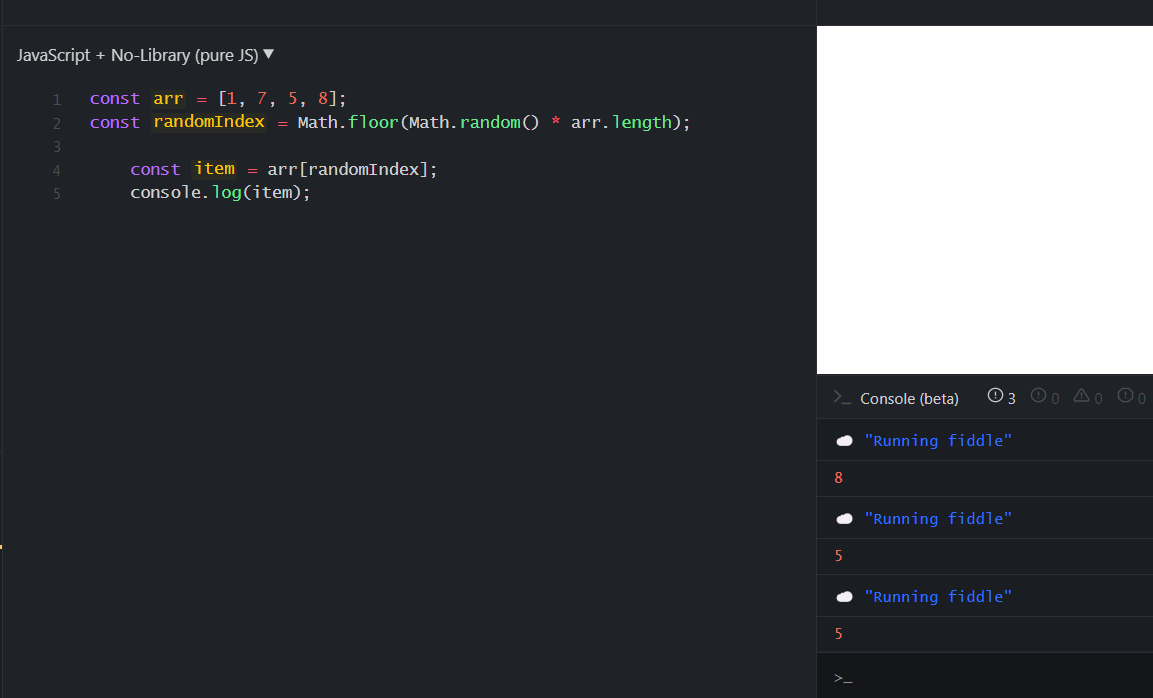 JavaScript + No-Library (pure JS) ▼
1 const arr = [1, 7, 5, 8];
2 const randomIndex = Math.floor(Math.random() * arr.length);
3
4     const item = arr[randomIndex];
5     console.log(item);
>_ Console (beta) 3 0 0 0
"Running fiddle"
8
"Running fiddle"
5
"Running fiddle"
5
>_